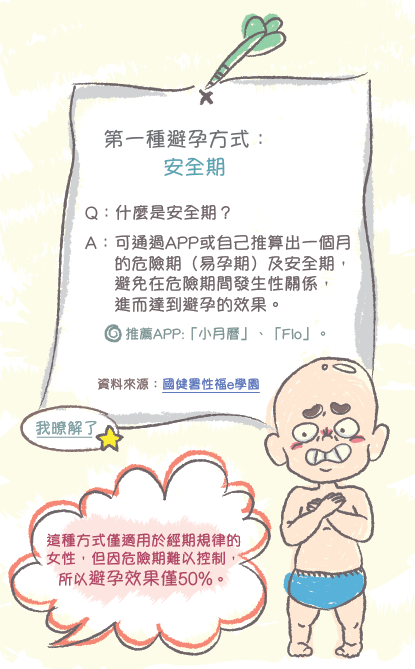 第一種避孕方式：
安全期
Q：什麼是安全期？
A：可通過APP或自己推算出一個月
的危險期（易孕期）及安全期，
避免在危險期間發生性關係，
進而達到避孕的效果。
推薦APP:「小月曆」、「Flo」。
資料來源：國健署性福e學園
我瞭解了
這種方式僅適用於經期規律的
女性，但因危險期難以控制，
所以避孕效果僅50%。